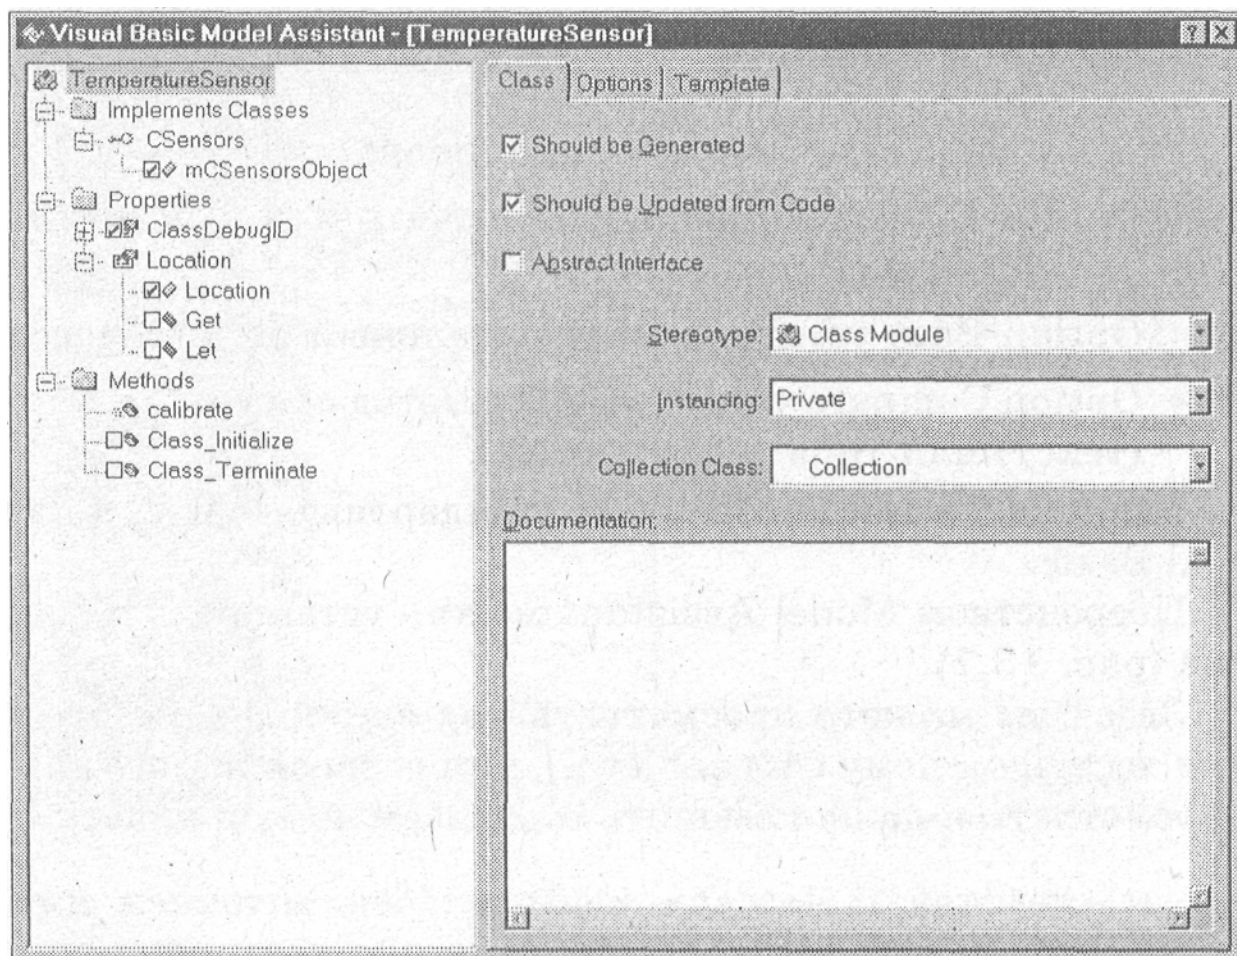 Visual Basic Model Assistant - [TemperatureSensor]
TemperatureSensor
Implements Classes
CSensors
mCSensorsObject
Properties
ClassDebugID
Location
Location
Get
Let
Methods
calibrate
Class_Initialize
Class_Terminate
Class Options Template
Should be Generated
Should be Updated from Code
Abstract Interface
Stereotype: Class Module
Instancing: Private
Collection Class: Collection
Documentation: